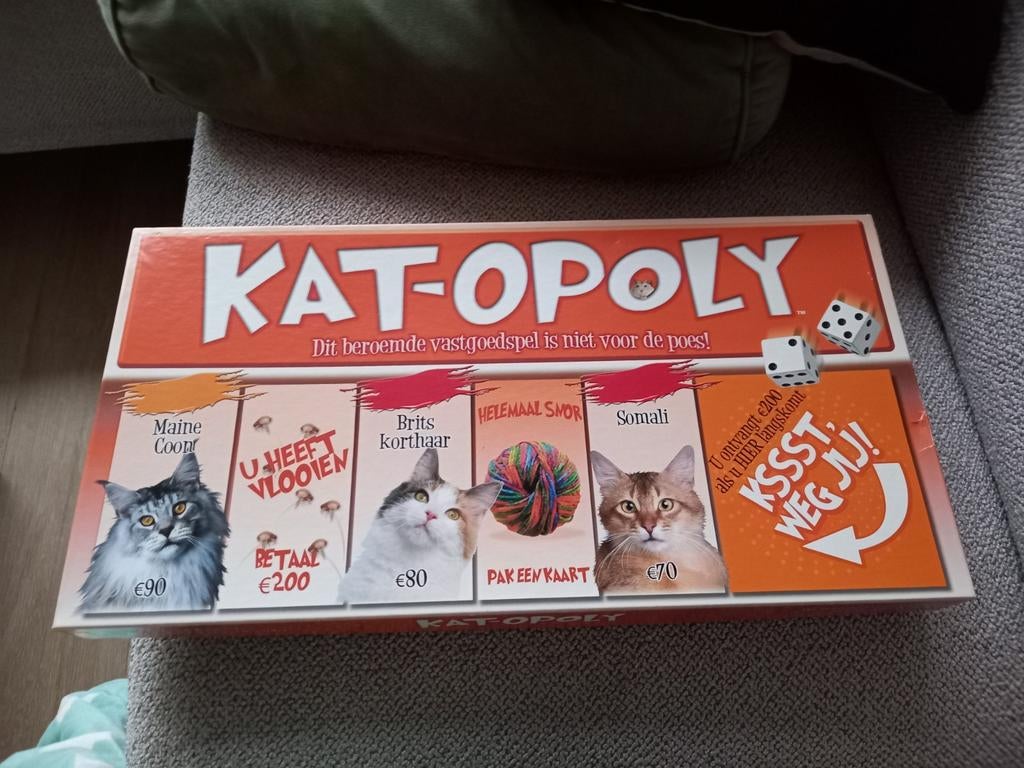 KAT-OPOLY™
Dit beroemde vastgoedspel is niet voor de poes!
Maine
Coon
€90
U HEEFT
VLOOIEN
BETAAL
€200
Brits
korthaar
€80
HELEMAAL SNOR
PAK EEN KAART
Somali
€70
U ontvangt €200
als u HIER langskomt
KSSST,
WEG JIJ!
KAT-OPOLY